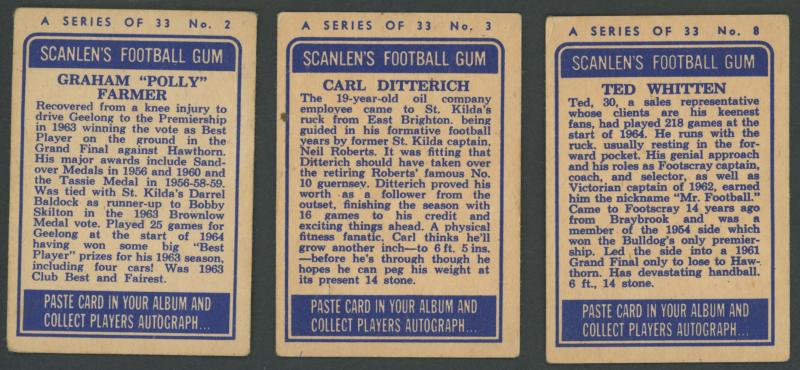 A SERIES OF 33 No. 2
SCANLEN'S FOOTBALL GUM
GRAHAM "POLLY"
FARMER
Recovered from a knee injury to
drive Geelong to the Premiership
in 1963 winning the vote as Best
Player on the ground in the
Grand Final against Hawthorn.
His major awards include Sand-
over Medals in 1956 and 1960 and
the Tassie Medal in 1956-58-59.
Was tied with St. Kilda's Darrel
Baldock as runner-up to Bobby
Skilton in the 1963 Brownlow
Medal vote. Played 25 games for
Geelong at the start of 1964
having won some big "Best
Player" prizes for his 1963 season,
including four cars! Was 1963
Club Best and Fairest.
PASTE CARD IN YOUR ALBUM AND
COLLECT PLAYERS AUTOGRAPH...
A SERIES OF 33 No. 3
SCANLEN'S FOOTBALL GUM
CARL DITTERICH
The 19-year-old oil company
employee came to St. Kilda's
ruck from East Brighton. being
guided in his formative football
years by former St. Kilda captain,
Neil Roberts. It was fitting that
Ditterich should have taken over
the retiring Roberts' famous No.
10 guernsey. Ditterich proved his
worth as a follower from the
outset, finishing the season with
16 games to his credit and
exciting things ahead. A physical
fitness fanatic. Carl thinks he'll
grow another inch—to 6 ft. 5 ins.
—before he's through though he
hopes he can peg his weight at
its present 14 stone.
PASTE CARD IN YOUR ALBUM AND
COLLECT PLAYERS AUTOGRAPH...
A SERIES OF 33 No. 8
SCANLEN'S FOOTBALL GUM
TED WHITTEN
Ted, 30, a sales representative
whose clients are his keenest
fans, had played 218 games at the
start of 1964. He runs with the
ruck, usually resting in the for-
ward pocket. His genial approach
and his roles as Footscray captain,
coach, and selector, as well as
Victorian captain of 1962, earned
him the nickname "Mr. Football."
Came to Footscray 14 years ago
from Braybrook and was a
member of the 1954 side which
won the Bulldog's only premier-
ship. Led the side into a 1961
Grand Final only to lose to Haw-
thorn. Has devastating handball.
6 ft., 14 stone.
PASTE CARD IN YOUR ALBUM AND
COLLECT PLAYERS AUTOGRAPH...